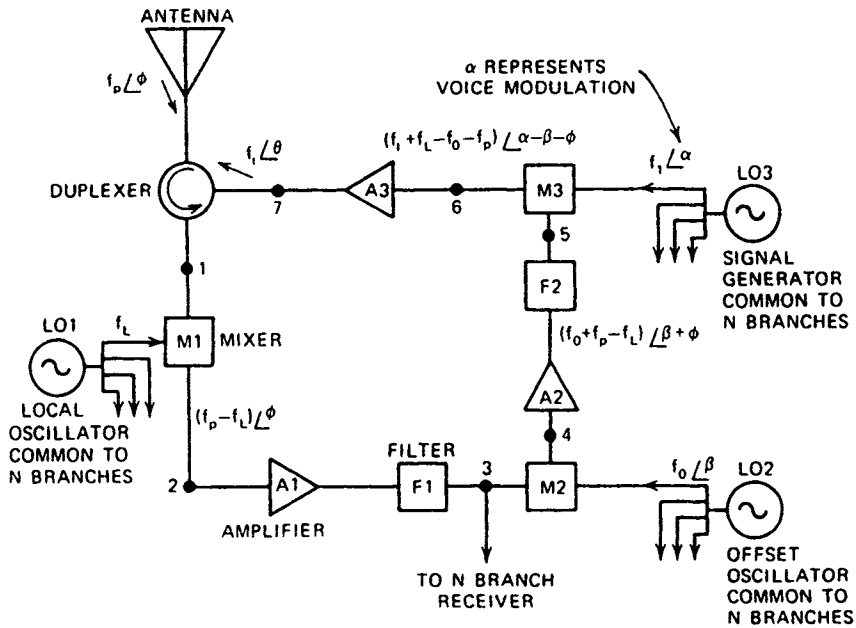 ANTENNA
f_p∠ϕ
α REPRESENTS
VOICE MODULATION
f_t∠θ
(f_1+f_L−f_0−f_p)∠α−β−ϕ
f_1∠α
LO3
DUPLEXER
7
A3
6
M3
5
SIGNAL
GENERATOR
COMMON TO
N BRANCHES
1
F2
LO1
f_L
M1
MIXER
(f_0+f_p−f_L)∠β+ϕ
LOCAL
OSCILLATOR
COMMON TO
N BRANCHES
(f_p−f_L)∠ϕ
A2
4
FILTER
2
A1
F1
3
M2
f_0∠β
LO2
AMPLIFIER
TO N BRANCH
RECEIVER
OFFSET
OSCILLATOR
COMMON TO
N BRANCHES